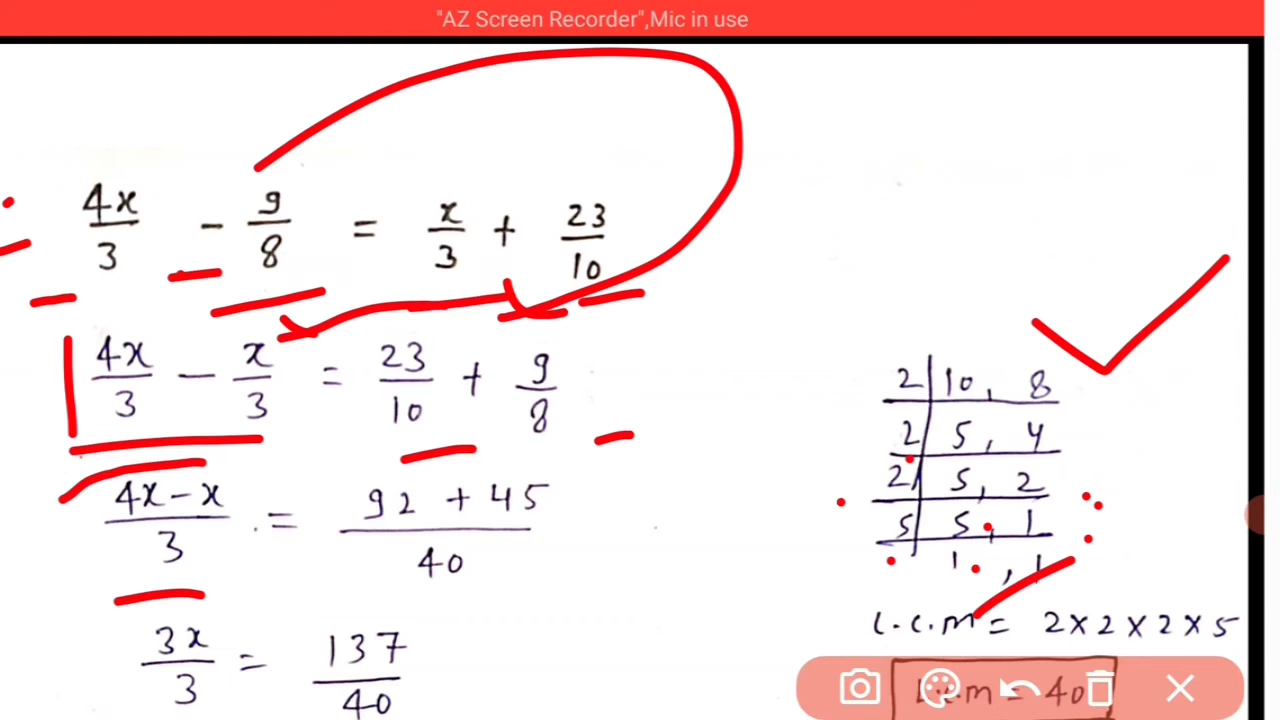 "AZ Screen Recorder",Mic in use
4x/3 - 9/8 = x/3 + 23/10
4x/3 - x/3 = 23/10 + 9/8
4x-x/3 = 92 + 45/40
3x/3 = 137/40
2|10, 8
2|5, 4
2|5, 2
5|5, 1
1, 1
L.C.M = 2×2×2×5
L.C.M = 40